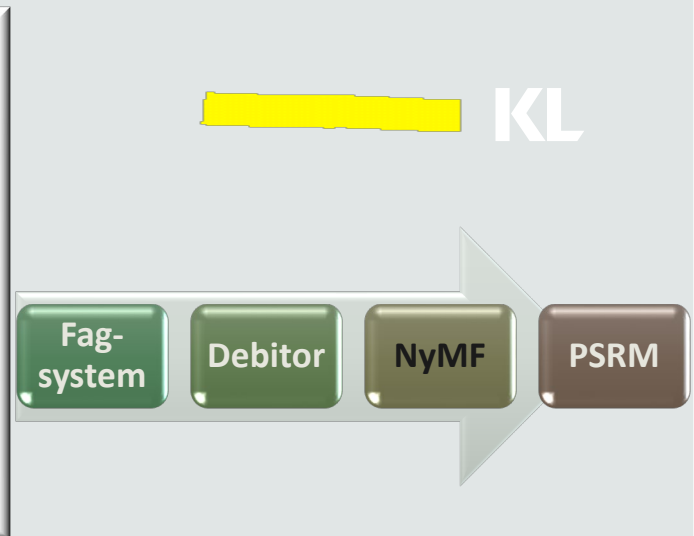 KL
Fag-
system
Debitor
NyMF
PSRM